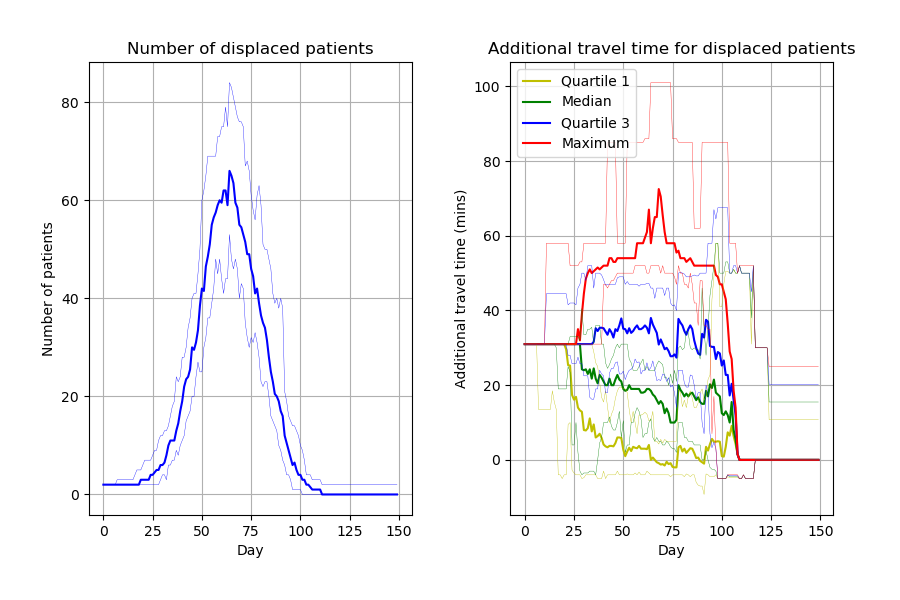 Number of displaced patients
Number of patients
80
60
40
20
0
0 25 50 75 100 125 150
Day
Additional travel time for displaced patients
Additional travel time (mins)
100
80
60
40
20
0
Quartile 1
Median
Quartile 3
Maximum
0 25 50 75 100 125 150
Day